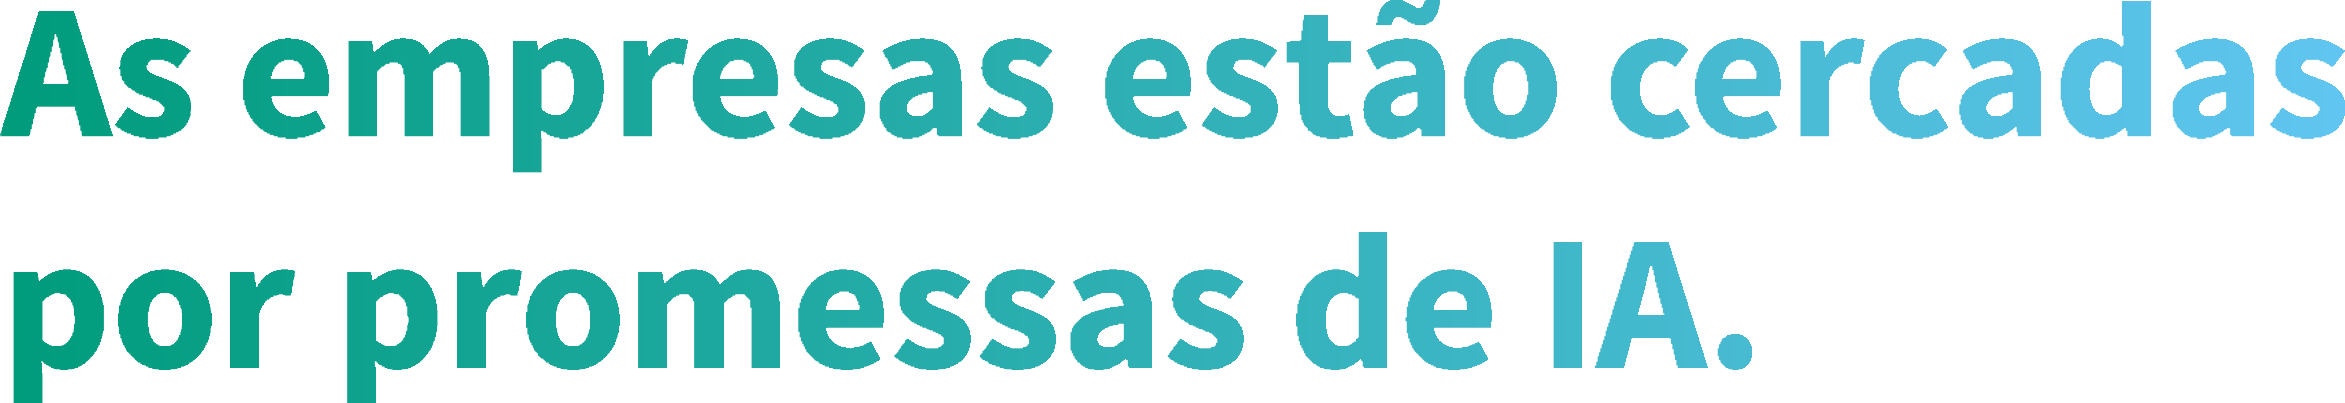 As empresas estão cercadas
por promessas de IA.